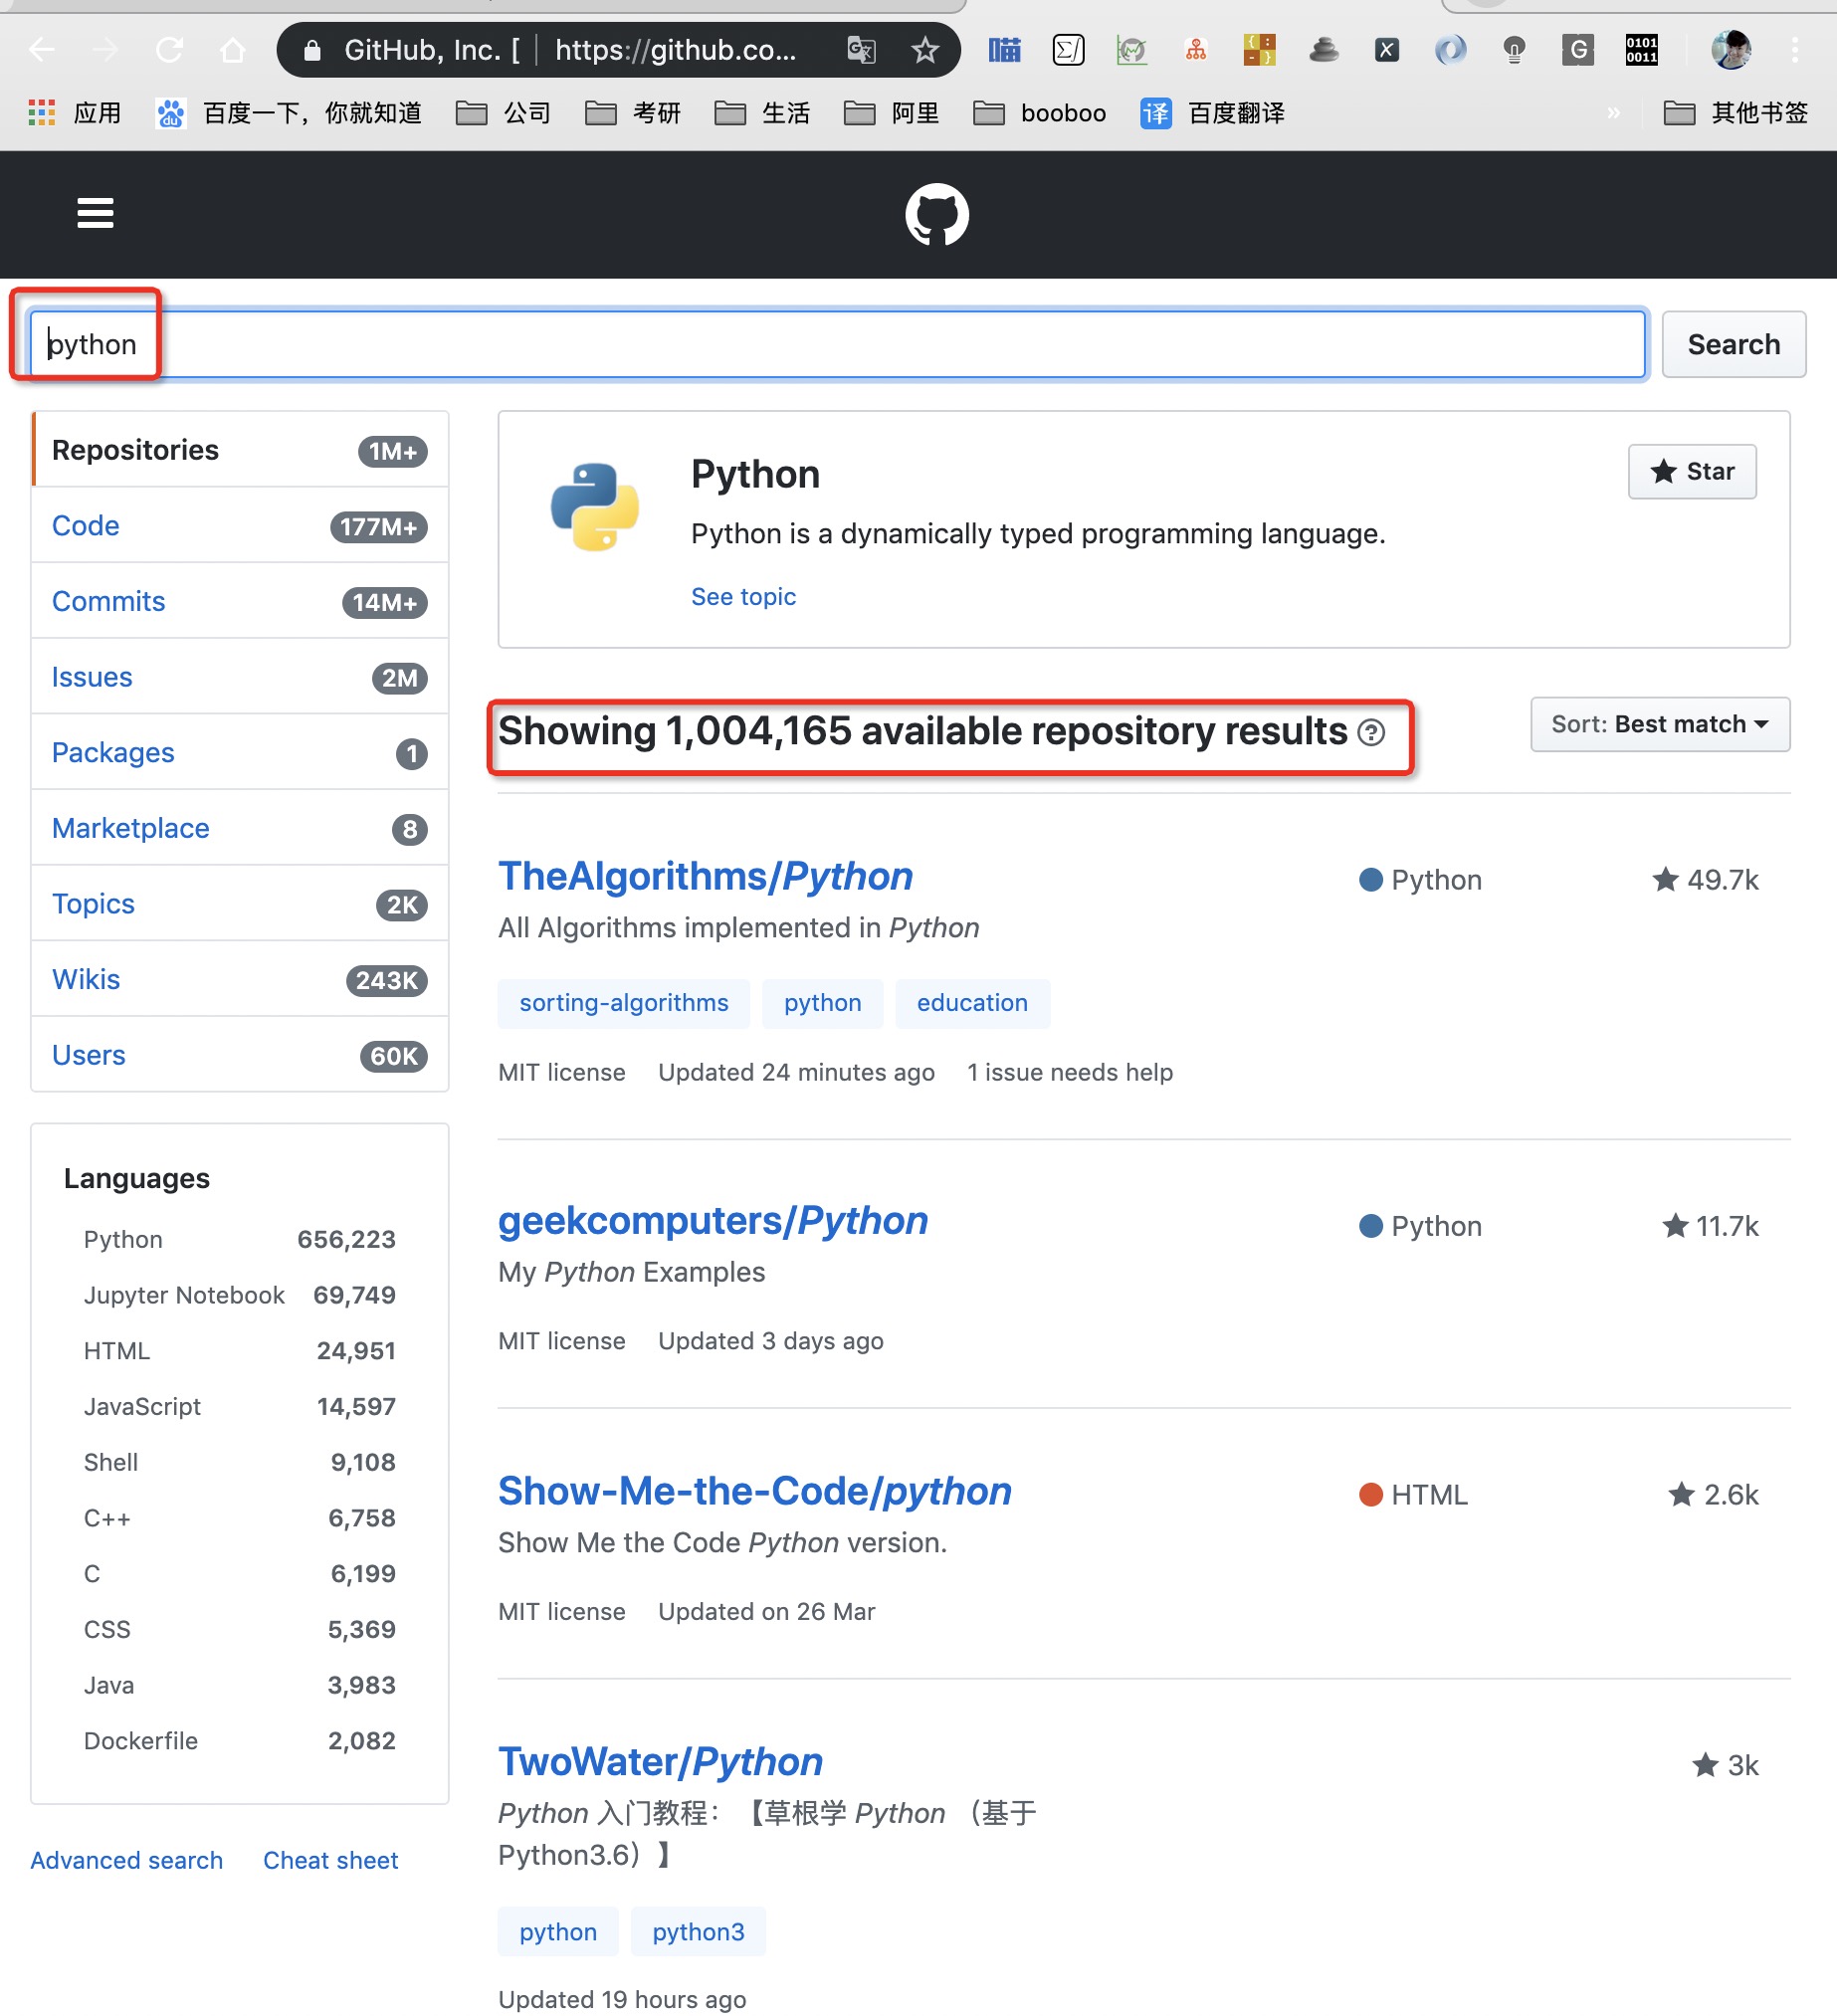 GitHub, Inc. [ | https://github.co...
应用 百度一下，你就知道 公司 考研 生活 阿里 booboo 译 百度翻译 » 其他书签
python Search
Repositories 1M+
Code 177M+
Commits 14M+
Issues 2M
Packages 1
Marketplace 8
Topics 2K
Wikis 243K
Users 60K
Languages
Python 656,223
Jupyter Notebook 69,749
HTML 24,951
JavaScript 14,597
Shell 9,108
C++ 6,758
C 6,199
CSS 5,369
Java 3,983
Dockerfile 2,082
Advanced search Cheat sheet
Python Star
Python is a dynamically typed programming language.
See topic
Showing 1,004,165 available repository results Sort: Best match
TheAlgorithms/Python Python 49.7k
All Algorithms implemented in Python
sorting-algorithms python education
MIT license Updated 24 minutes ago 1 issue needs help
geekcomputers/Python Python 11.7k
My Python Examples
MIT license Updated 3 days ago
Show-Me-the-Code/python HTML 2.6k
Show Me the Code Python version.
MIT license Updated on 26 Mar
TwoWater/Python 3k
Python 入门教程：【草根学 Python （基于
Python3.6）】
python python3
Updated 19 hours ago